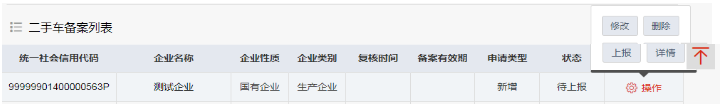 二手车备案列表
修改 删除
上报 详情
统一社会信用代码 企业名称 企业性质 企业类别 复核时间 备案有效期 申请类型 状态
99999901400000563P 测试企业 国有企业 生产企业 新增 待上报 操作